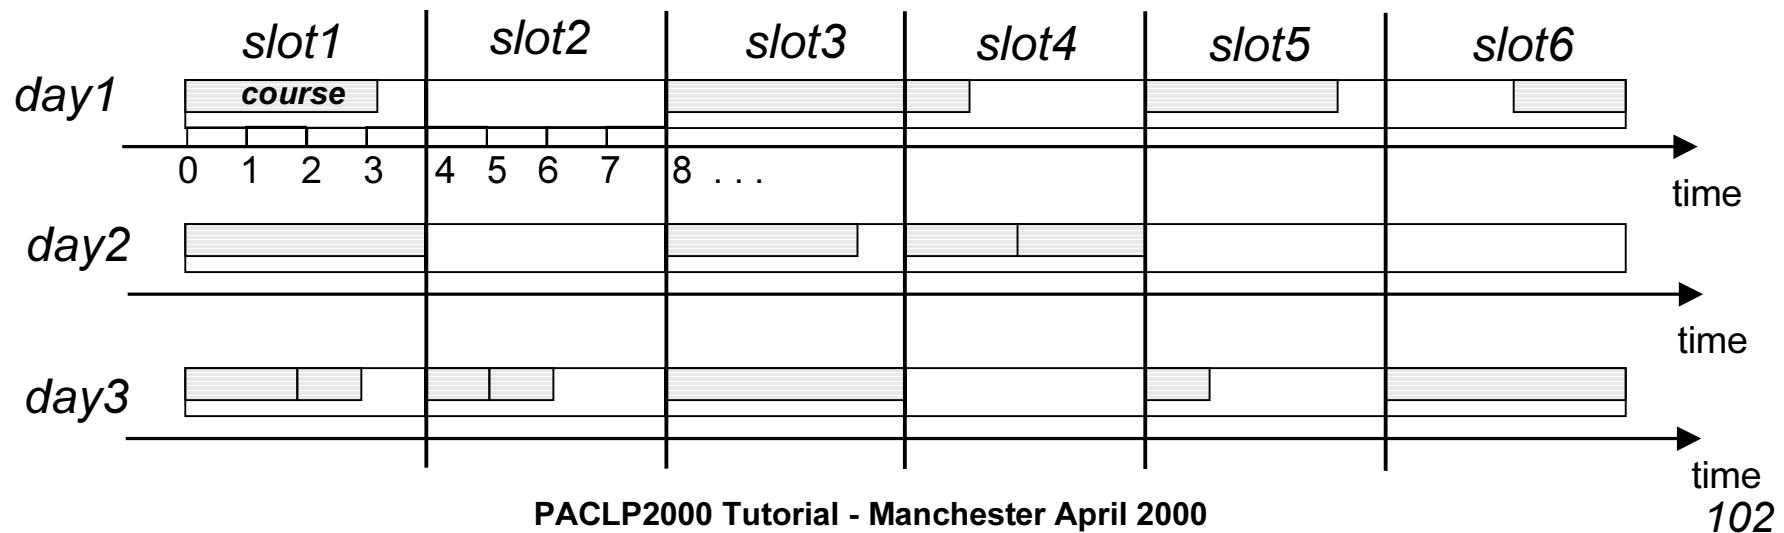 slot1 slot2 slot3 slot4 slot5 slot6
day1 course
0 1 2 3 4 5 6 7 8 . . .
time
day2
time
day3
time
PACLP2000 Tutorial - Manchester April 2000
102